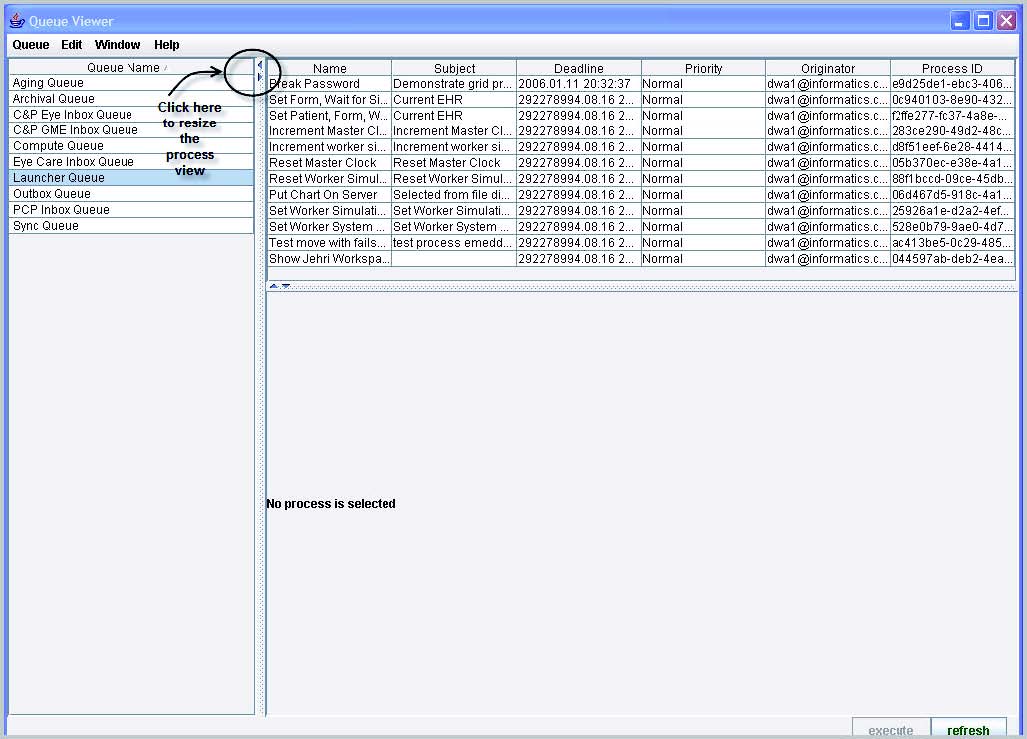 Queue Viewer
Queue Edit Window Help
Queue Name
Aging Queue
Archival Queue
C&P Eye Inbox Queue
C&P GME Inbox Queue
Compute Queue
Eye Care Inbox Queue
Launcher Queue
Outbox Queue
PCP Inbox Queue
Sync Queue
Click here
to resize
the
process
view
Name Subject Deadline Priority Originator Process ID
Break Password Demonstrate grid pr... 2006.01.11 20:32:37 Normal dwa1@informatics.c... e9d25de1-ebc3-406...
Set Form, Wait for Si... Current EHR 292278994.08.16 2... Normal dwa1@informatics.c... 0c940103-8e90-432...
Set Patient, Form, W... Current EHR 292278994.08.16 2... Normal dwa1@informatics.c... f2ffe277-fc37-4a8e-...
Increment Master Cl... Increment Master Cl... 292278994.08.16 2... Normal dwa1@informatics.c... 283ce290-49d2-48c...
Increment worker si... Increment worker si... 292278994.08.16 2... Normal dwa1@informatics.c... d8f51eef-6e28-4414...
Reset Master Clock Reset Master Clock 292278994.08.16 2... Normal dwa1@informatics.c... 05b370ec-e38e-4a1...
Reset Worker Simul... Reset Worker Simul... 292278994.08.16 2... Normal dwa1@informatics.c... 88f1bccd-09ce-45db...
Put Chart On Server Selected from file di... 292278994.08.16 2... Normal dwa1@informatics.c... 06d467d5-918c-4a1...
Set Worker Simulati... Set Worker Simulati... 292278994.08.16 2... Normal dwa1@informatics.c... 25926a1e-d2a2-4ef...
Set Worker System ... Set Worker System ... 292278994.08.16 2... Normal dwa1@informatics.c... 528e0b79-9ae0-4d7...
Test move with fails... test process emedd... 292278994.08.16 2... Normal dwa1@informatics.c... ac413be5-0c29-485...
Show Jehri Workspa... 292278994.08.16 2... Normal dwa1@informatics.c... 044597ab-deb2-4ea...
No process is selected
execute refresh